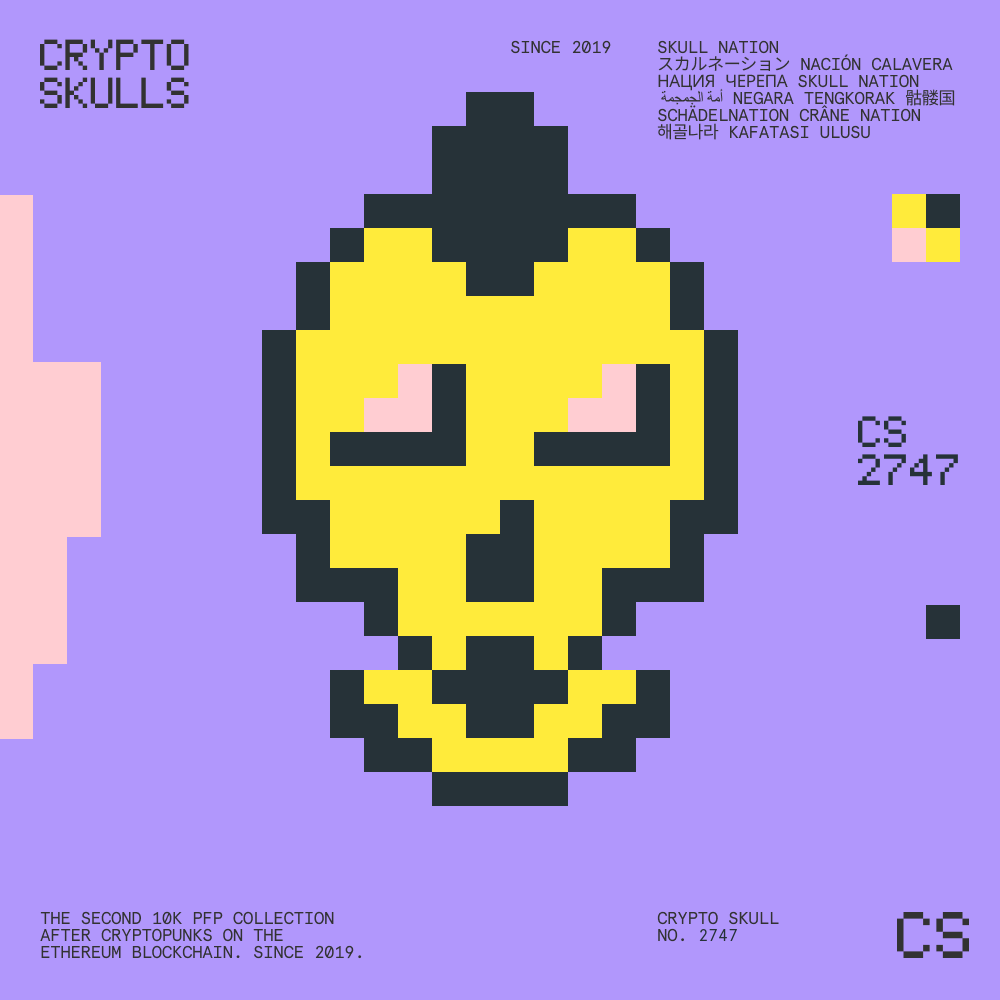 CRYPTO
SKULLS
SINCE 2019
SKULL NATION
スカルネーション NACIÓN CALAVERA
НАЦИЯ ЧЕРЕПА SKULL NATION
أمة الجمجمة NEGARA TENGKORAK 骷髅国
SCHÄDELNATION CRÂNE NATION
해골나라 KAFATASI ULUSU
CS
2747
THE SECOND 10K PFP COLLECTION
AFTER CRYPTOPUNKS ON THE
ETHEREUM BLOCKCHAIN. SINCE 2019.
CRYPTO SKULL
NO. 2747
CS